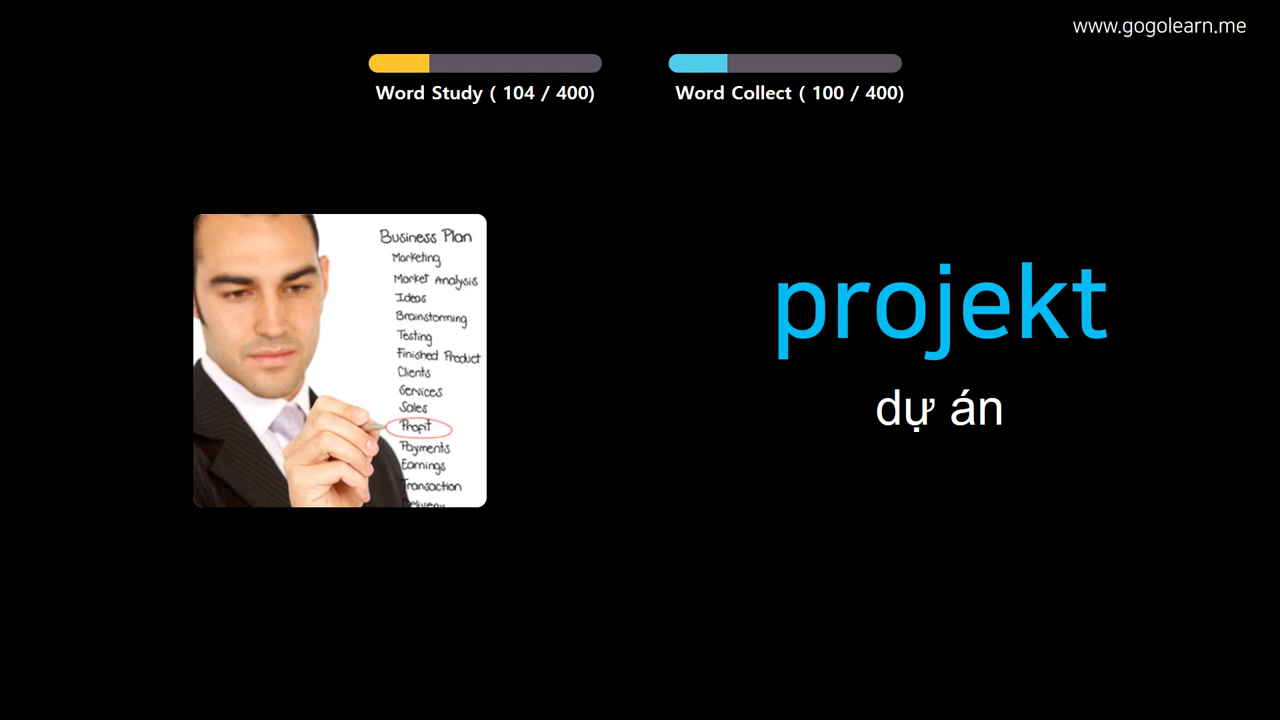 www.gogolearn.me
Word Study ( 104 / 400)
Word Collect ( 100 / 400)
Business Plan
Marketing
Market Analysis
Ideas
Brainstorming
Testing
Finished Product
Clients
Services
Sales
Profit
Payments
Earnings
Transaction
Delivery
projekt
dự án